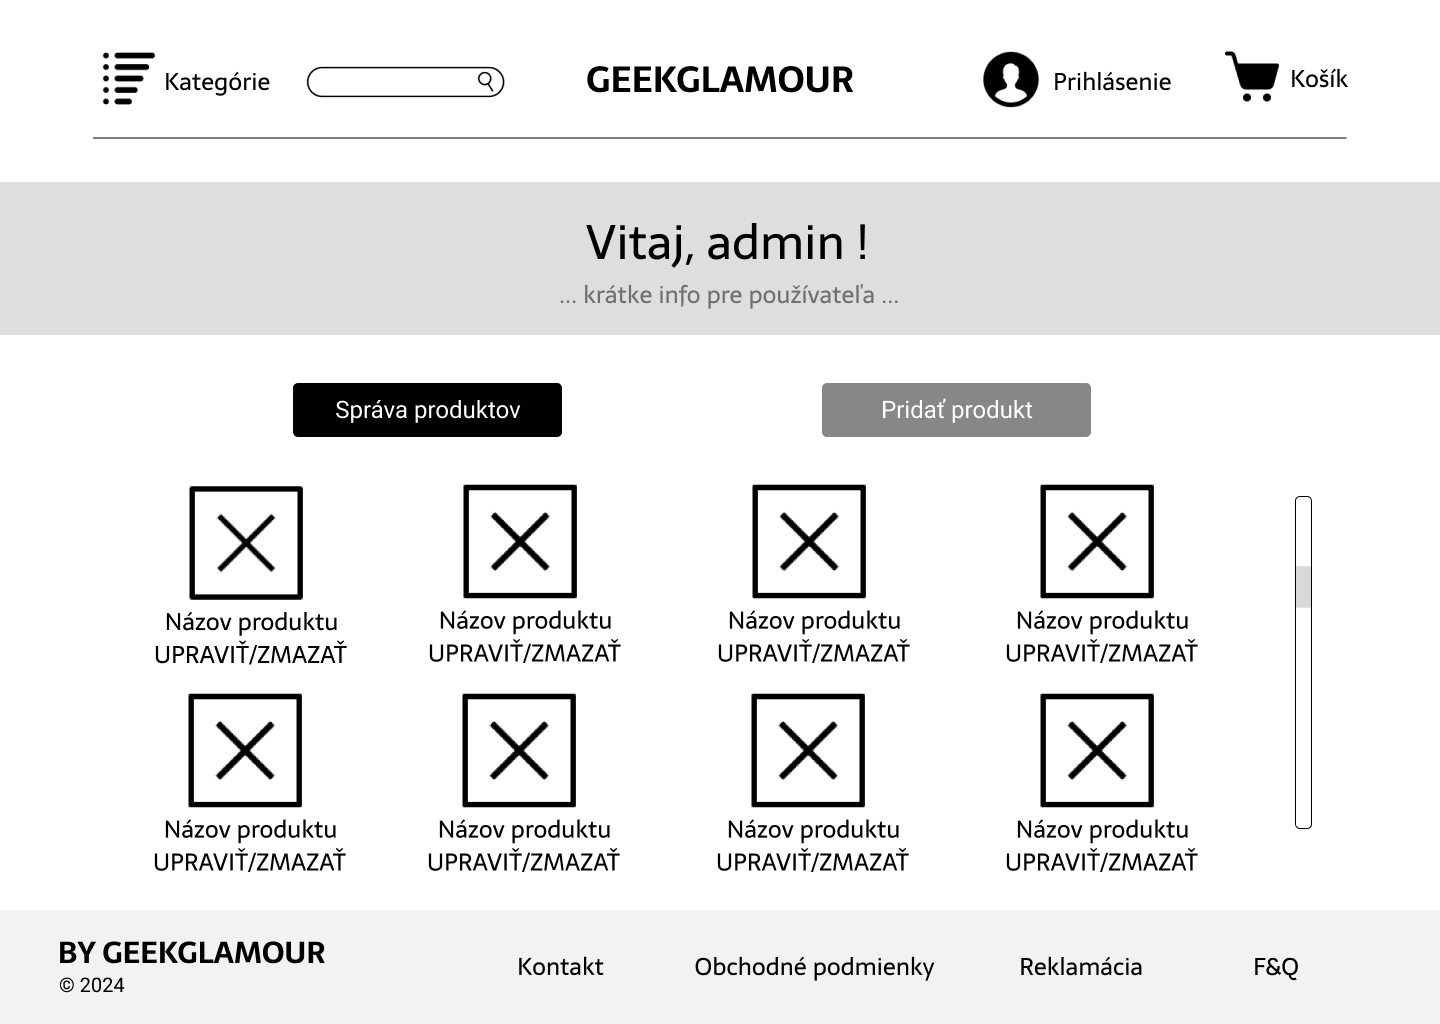 Kategórie
GEEKGLAMOUR
Prihlásenie
Košík
Vitaj, admin !
... krátke info pre používateľa ...
Správa produktov
Pridať produkt
Názov produktu
UPRAVIŤ/ZMAZAŤ
Názov produktu
UPRAVIŤ/ZMAZAŤ
Názov produktu
UPRAVIŤ/ZMAZAŤ
Názov produktu
UPRAVIŤ/ZMAZAŤ
Názov produktu
UPRAVIŤ/ZMAZAŤ
Názov produktu
UPRAVIŤ/ZMAZAŤ
Názov produktu
UPRAVIŤ/ZMAZAŤ
Názov produktu
UPRAVIŤ/ZMAZAŤ
BY GEEKGLAMOUR
© 2024
Kontakt
Obchodné podmienky
Reklamácia
F&Q